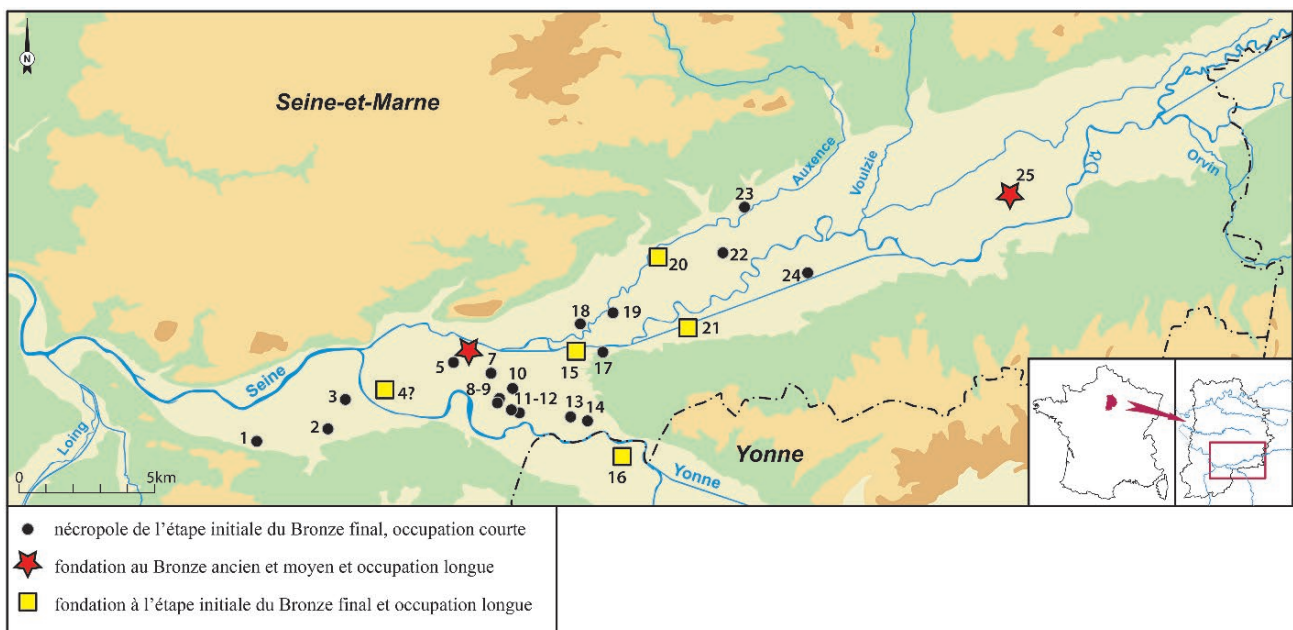 N
Seine-et-Marne
Auxence
Voulzie
Orvin
25
23
22
20
24
19
18
21
7
5
15
17
10
Seine
8-9
11-12
13
14
4?
3
2
1
Loing
16
Yonne
Yonne
0 5km
nécropole de l'étape initiale du Bronze final, occupation courte
fondation au Bronze ancien et moyen et occupation longue
fondation à l'étape initiale du Bronze final et occupation longue